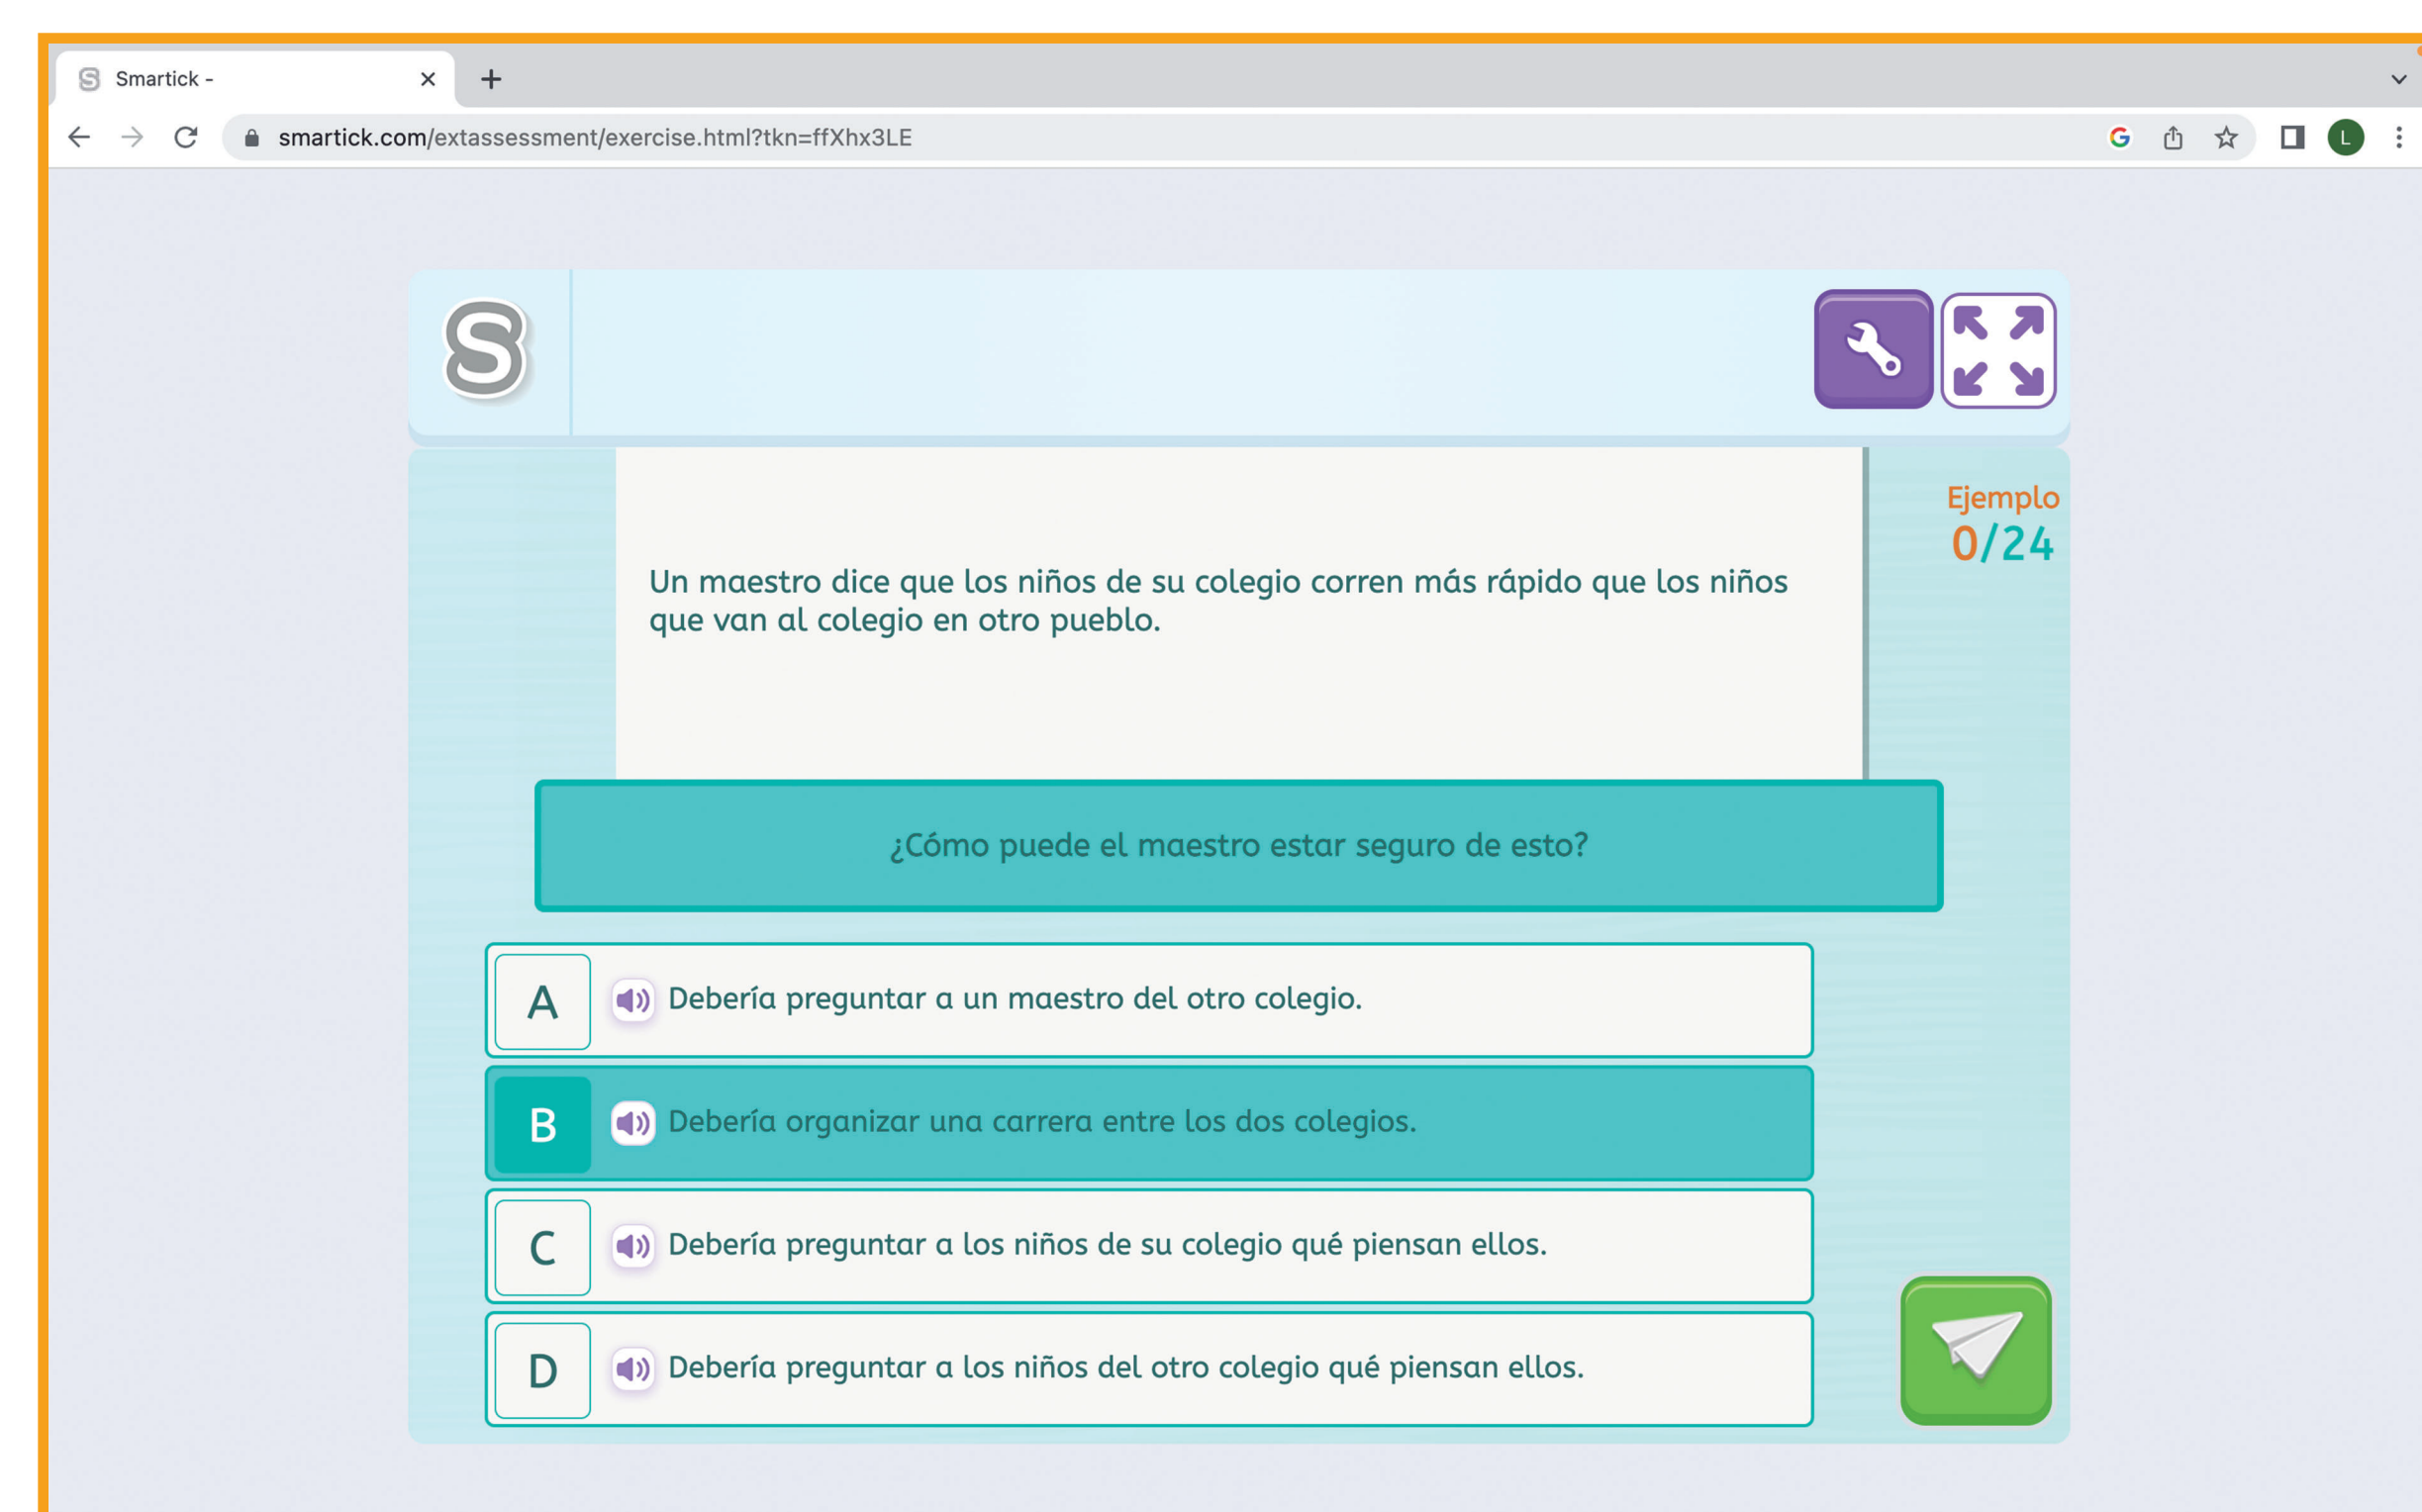 Smartick -
smartick.com/extassessment/exercise.html?tkn=ffXhx3LE
L
S
Ejemplo
0/24
Un maestro dice que los niños de su colegio corren más rápido que los niños
que van al colegio en otro pueblo.
¿Cómo puede el maestro estar seguro de esto?
A Debería preguntar a un maestro del otro colegio.
B Debería organizar una carrera entre los dos colegios.
C Debería preguntar a los niños de su colegio qué piensan ellos.
D Debería preguntar a los niños del otro colegio qué piensan ellos.